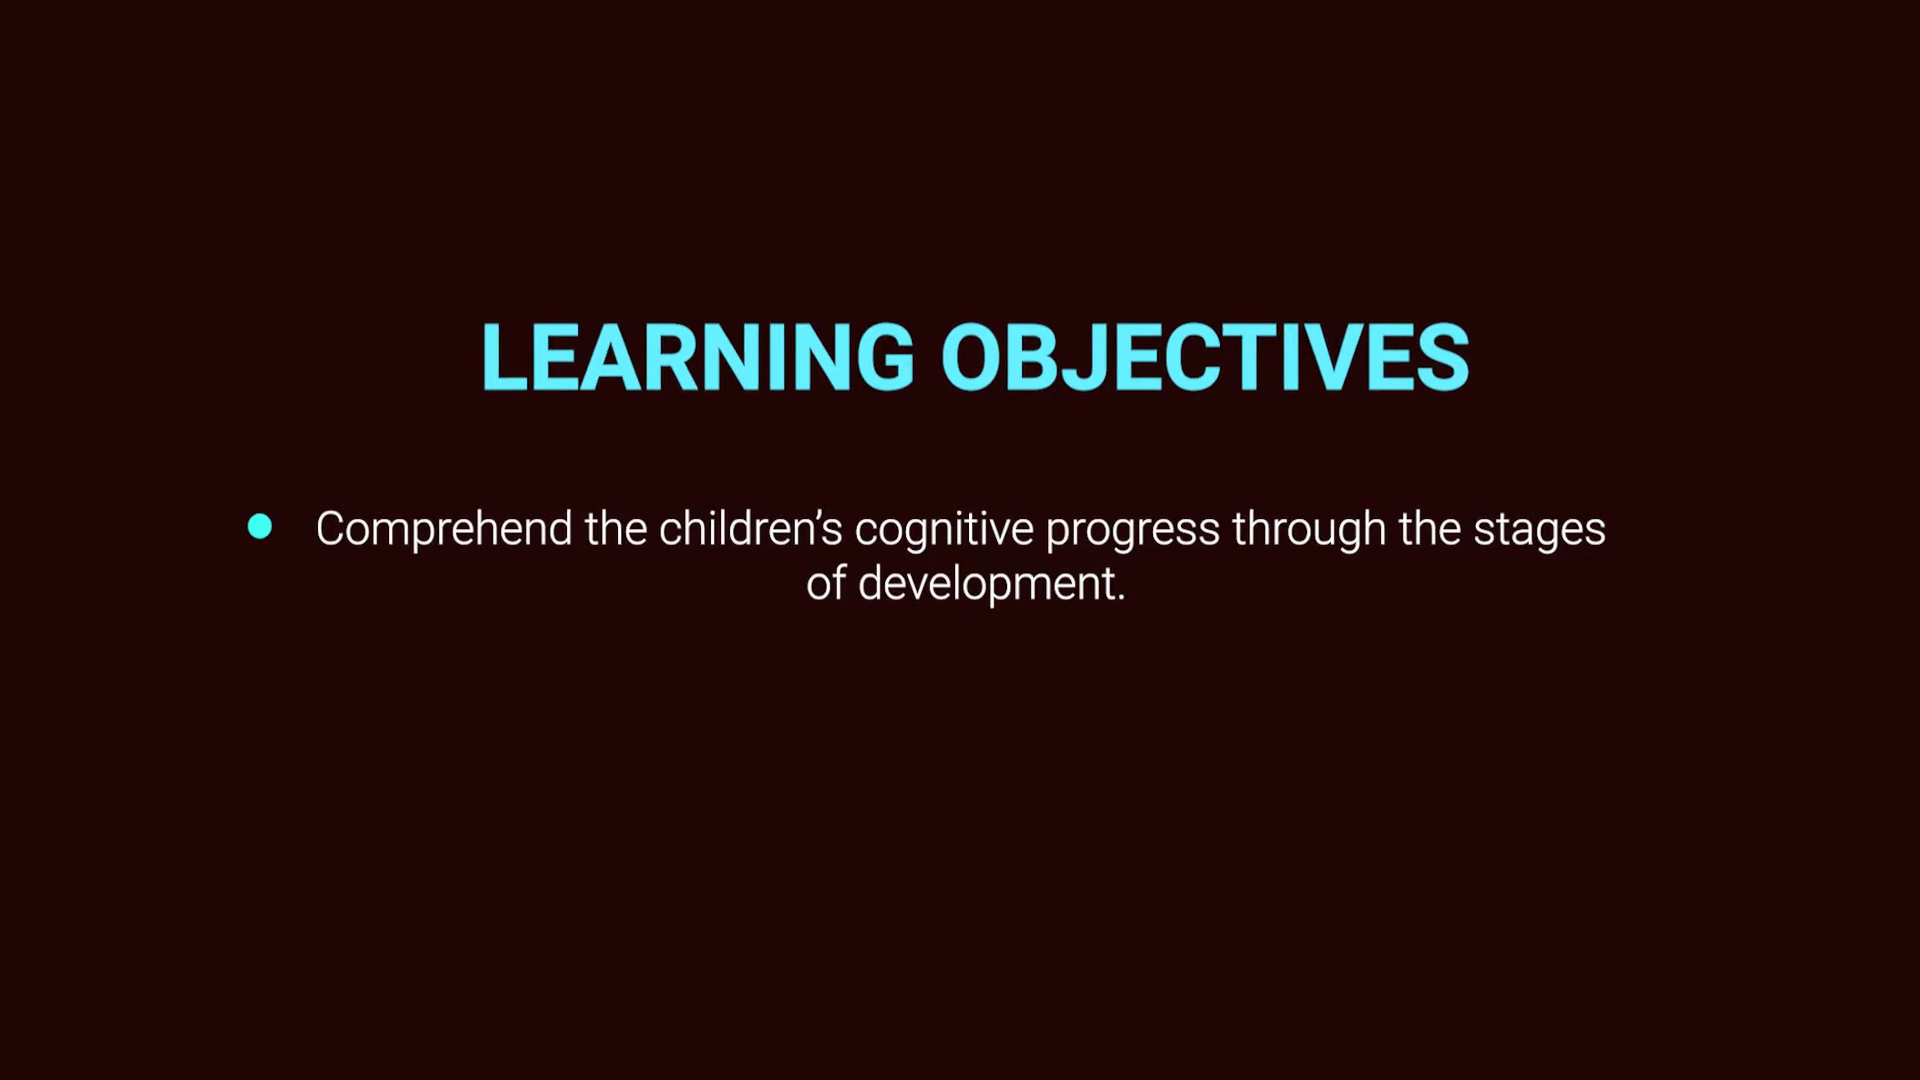 LEARNING OBJECTIVES
Comprehend the children’s cognitive progress through the stages
of development.